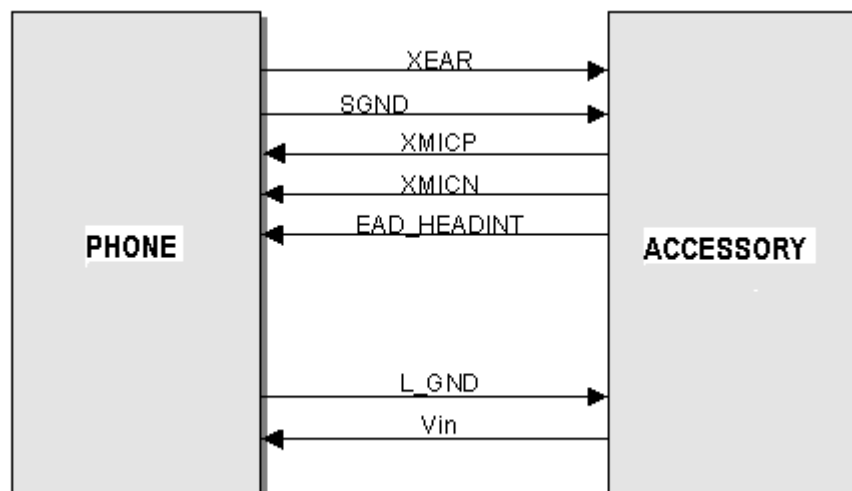 XEAR
SGND
XMICP
XMICN
EAD_HEADINT
PHONE
ACCESSORY
L_GND
Vin